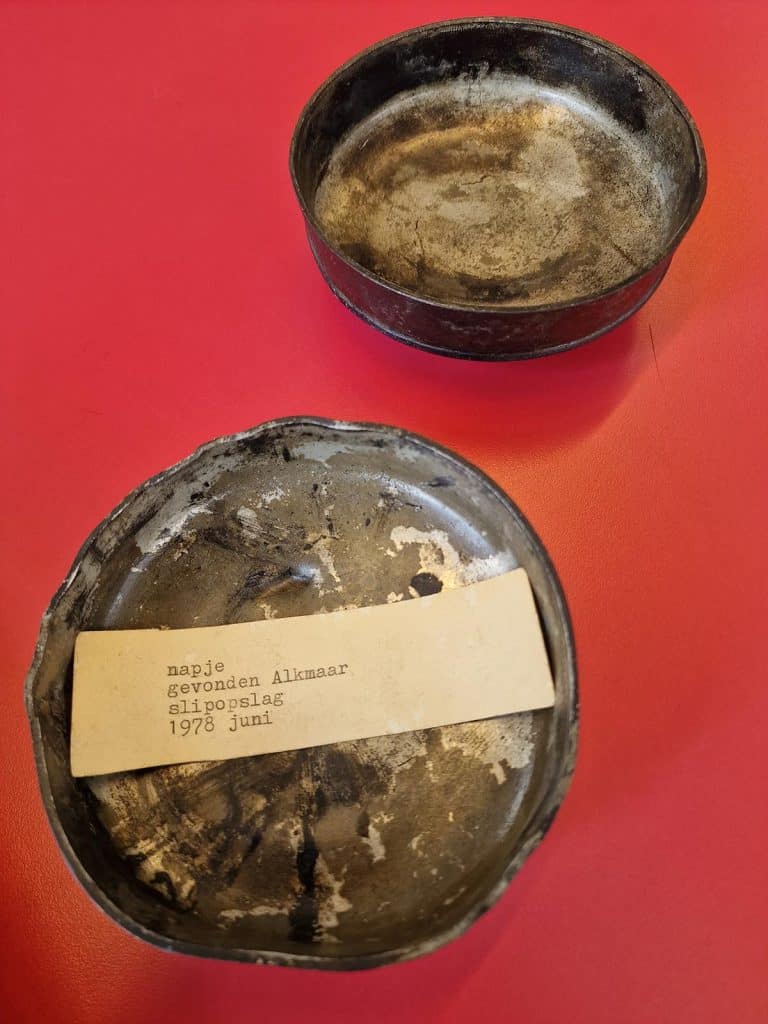 napje
gevonden Alkmaar
slipopslag
1978 juni